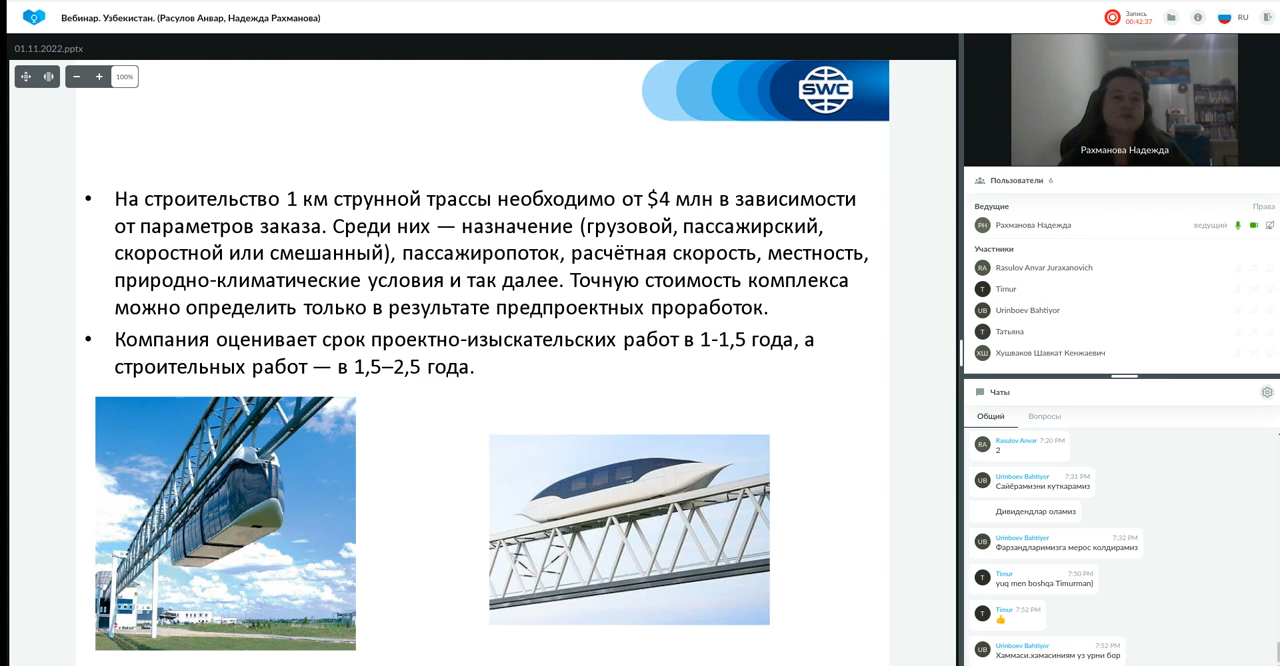 Вебинар. Узбекистан. (Расулов Анвар, Надежда Рахманова)
Запись
00:42:37
RU
01.11.2022.pptx
100%
SWC
• На строительство 1 км струнной трассы необходимо от $4 млн в зависимости
от параметров заказа. Среди них — назначение (грузовой, пассажирский,
скоростной или смешанный), пассажиропоток, расчётная скорость, местность,
природно-климатические условия и так далее. Точную стоимость комплекса
можно определить только в результате предпроектных проработок.
• Компания оценивает срок проектно-изыскательских работ в 1-1,5 года, а
строительных работ — в 1,5–2,5 года.
Рахманова Надежда
Пользователи 6
Ведущие Права
РН Рахманова Надежда ведущий
Участники
RA Rasulov Anvar Juraxanovich
T Timur
UB Urinboev Bahtiyor
Т Татьяна
ХШ Хушваков Шавкат Кенжаевич
Чаты
Общий Вопросы
RA Rasulov Anvar 7:20 PM
2
UB Urinboev Bahtiyor 7:31 PM
Сайёрамизни куткарамиз
Дивидендлар оламиз
UB Urinboev Bahtiyor 7:32 PM
Фарзандларимизга мерос колдирамиз
T Timur 7:50 PM
yuq men boshqa Timurman)
T Timur 7:52 PM
👍
UB Urinboev Bahtiyor 7:52 PM
Хаммаси.хамасиниям уз урни бор